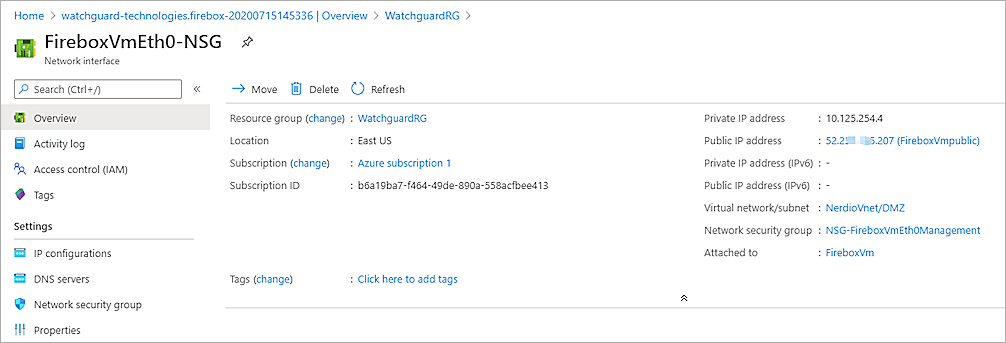 Home > watchguard-technologies.firebox-20200715145336 | Overview > WatchguardRG >
FireboxVmEth0-NSG
Network interface
Search (Ctrl+/)
«
Move
Delete
Refresh
Overview
Activity log
Access control (IAM)
Tags
Settings
IP configurations
DNS servers
Network security group
Properties
Resource group (change) : WatchguardRG
Location : East US
Subscription (change) : Azure subscription 1
Subscription ID : b6a19ba7-f464-49de-890a-558acfbee413
Tags (change) : Click here to add tags
Private IP address : 10.125.254.4
Public IP address : (FireboxVmpublic)
Private IP address (IPv6) : -
Public IP address (IPv6) : -
Virtual network/subnet : NerdioVnet/DMZ
Network security group : NSG-FireboxVmEth0Management
Attached to : FireboxVm